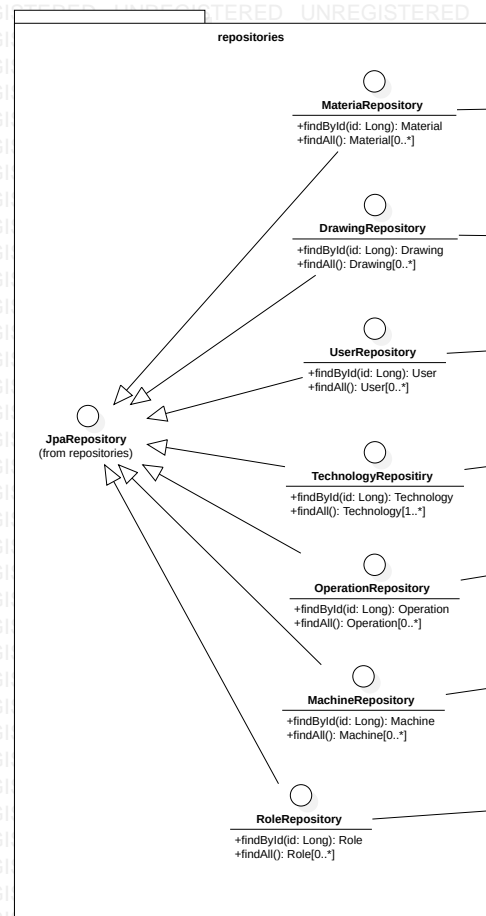 UNREGISTERED UNREGISTERED
repositories
MateriaRepository
+findById(id: Long): Material
+findAll(): Material[0..*]
DrawingRepository
+findById(id: Long): Drawing
+findAll(): Drawing[0..*]
UserRepository
+findById(id: Long): User
+findAll(): User[0..*]
JpaRepository
(from repositories)
TechnologyRepositiry
+findById(id: Long): Technology
+findAll(): Technology[1..*]
OperationRepository
+findById(id: Long): Operation
+findAll(): Operation[0..*]
MachineRepository
+findById(id: Long): Machine
+findAll(): Machine[0..*]
RoleRepository
+findById(id: Long): Role
+findAll(): Role[0..*]